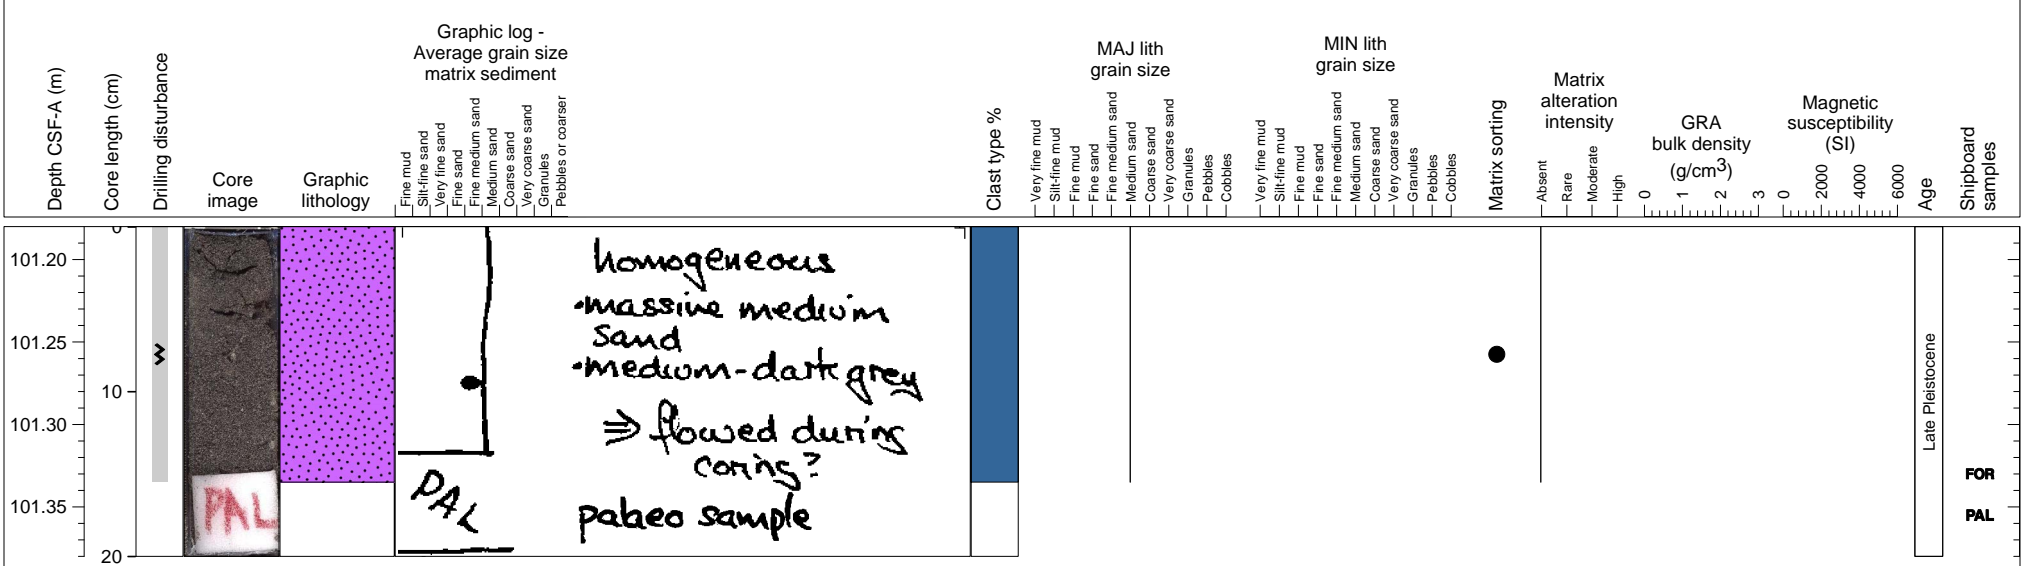 Depth CSF-A (m)
Core length (cm)
Drilling disturbance
Core
image
Graphic
lithology
Graphic log -
Average grain size
matrix sediment
Fine mud
Silt-fine sand
Very fine sand
Fine sand
Fine medium sand
Medium sand
Coarse sand
Very coarse sand
Granules
Pebbles or coarser
Clast type %
MAJ lith
grain size
Very fine mud
Silt-fine mud
Fine mud
Fine sand
Fine medium sand
Medium sand
Coarse sand
Very coarse sand
Granules
Pebbles
Cobbles
MIN lith
grain size
Very fine mud
Silt-fine mud
Fine mud
Fine sand
Fine medium sand
Medium sand
Coarse sand
Very coarse sand
Granules
Pebbles
Cobbles
Matrix sorting
Matrix
alteration
intensity
Absent
Rare
Moderate
High
GRA
bulk density
(g/cm3)
0 1 2 3
Magnetic
susceptibility
(SI)
0 2000 4000 6000
Age
Shipboard
samples
0
101.20
101.25
10
101.30
101.35
20
PAL
PAL
homogeneous
•massive medium
sand
•medium-dark grey
⇒ flowed during
coring?
palaeo sample
Late Pleistocene
FOR
PAL